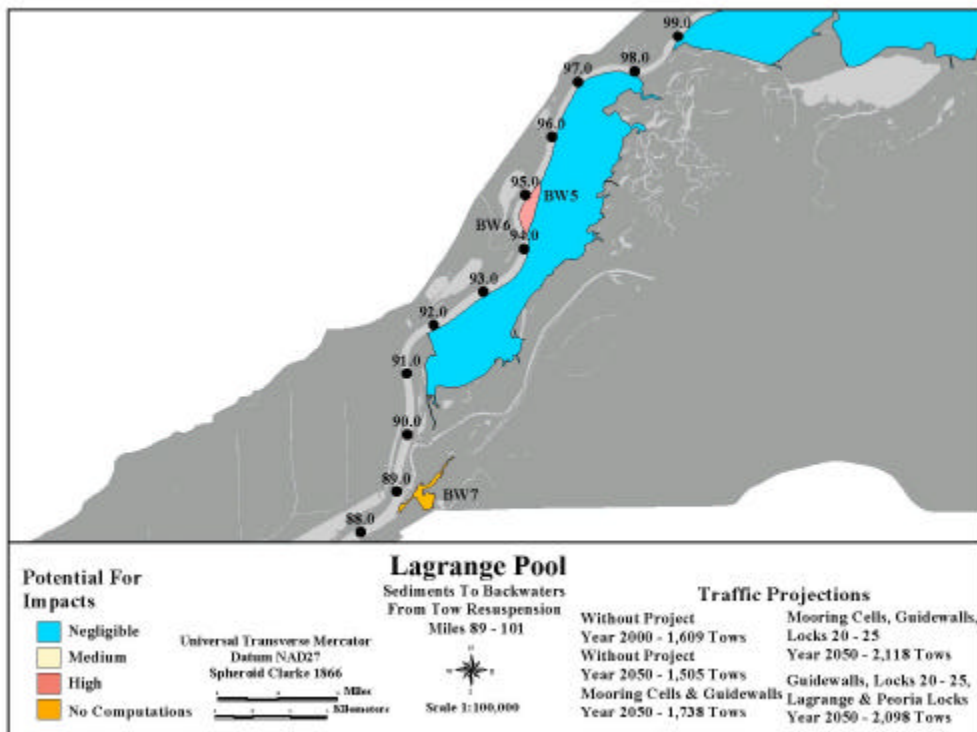 99.0
98.0
97.0
96.0
95.0
BW5
BW6
94.0
93.0
92.0
91.0
90.0
89.0
BW7
88.0
Potential For
Impacts
Negligible
Medium
High
No Computations
Universal Transverse Mercator
Datum NAD27
Spheroid Clarke 1866
Miles
Kilometers
Lagrange Pool
Sediments To Backwaters
From Tow Resuspension
Miles 89 - 101
Scale 1:100,000
Traffic Projections
Without Project
Year 2000 - 1,609 Tows
Without Project
Year 2050 - 1,505 Tows
Mooring Cells & Guidewalls
Year 2050 - 1,738 Tows
Mooring Cells, Guidewalls,
Locks 20 - 25
Year 2050 - 2,118 Tows
Guidewalls, Locks 20 - 25,
Lagrange & Peoria Locks
Year 2050 - 2,098 Tows